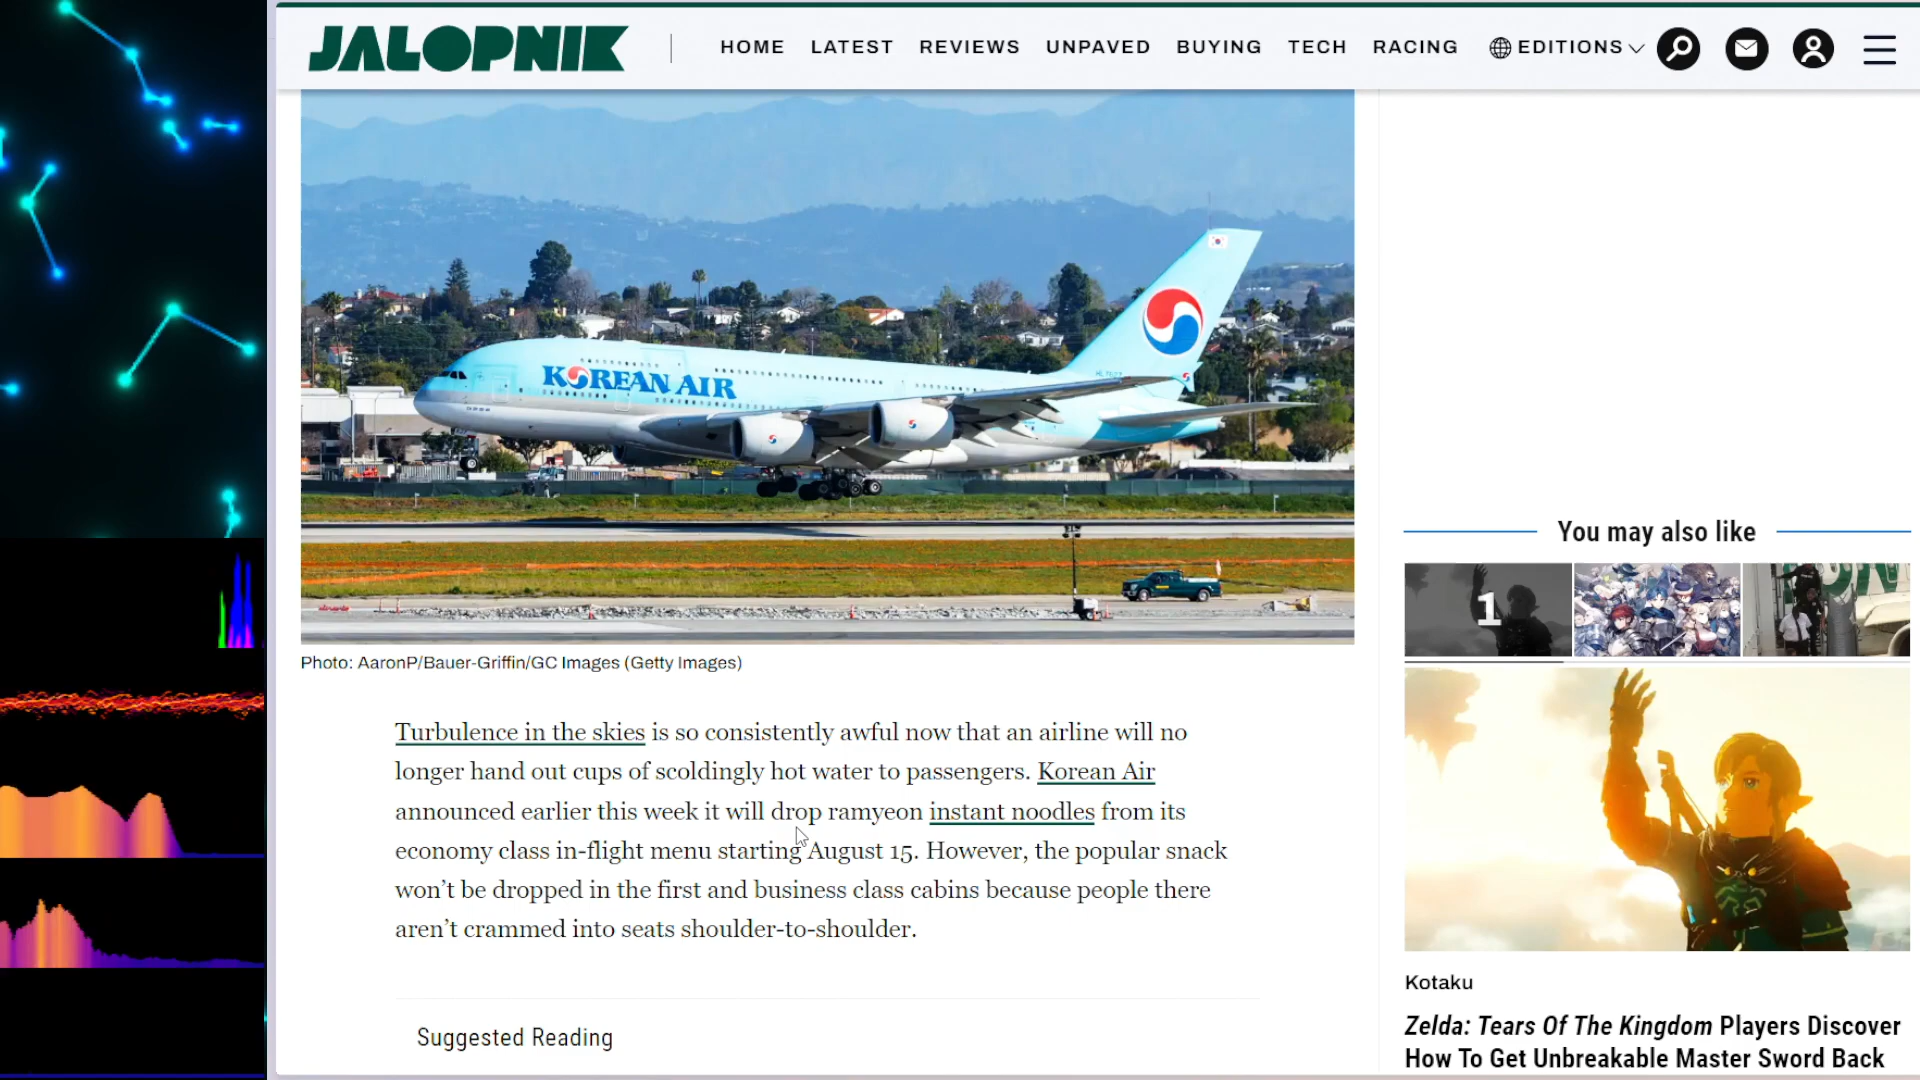 JALOPNIK
HOME LATEST REVIEWS UNPAVED BUYING TECH RACING EDITIONS
KOREAN AIR
Photo: AaronP/Bauer-Griffin/GC Images (Getty Images)
Turbulence in the skies is so consistently awful now that an airline will no
longer hand out cups of scoldingly hot water to passengers. Korean Air
announced earlier this week it will drop ramyeon instant noodles from its
economy class in-flight menu starting August 15. However, the popular snack
won’t be dropped in the first and business class cabins because people there
aren’t crammed into seats shoulder-to-shoulder.
Suggested Reading
You may also like
1
Kotaku
Zelda: Tears Of The Kingdom Players Discover
How To Get Unbreakable Master Sword Back